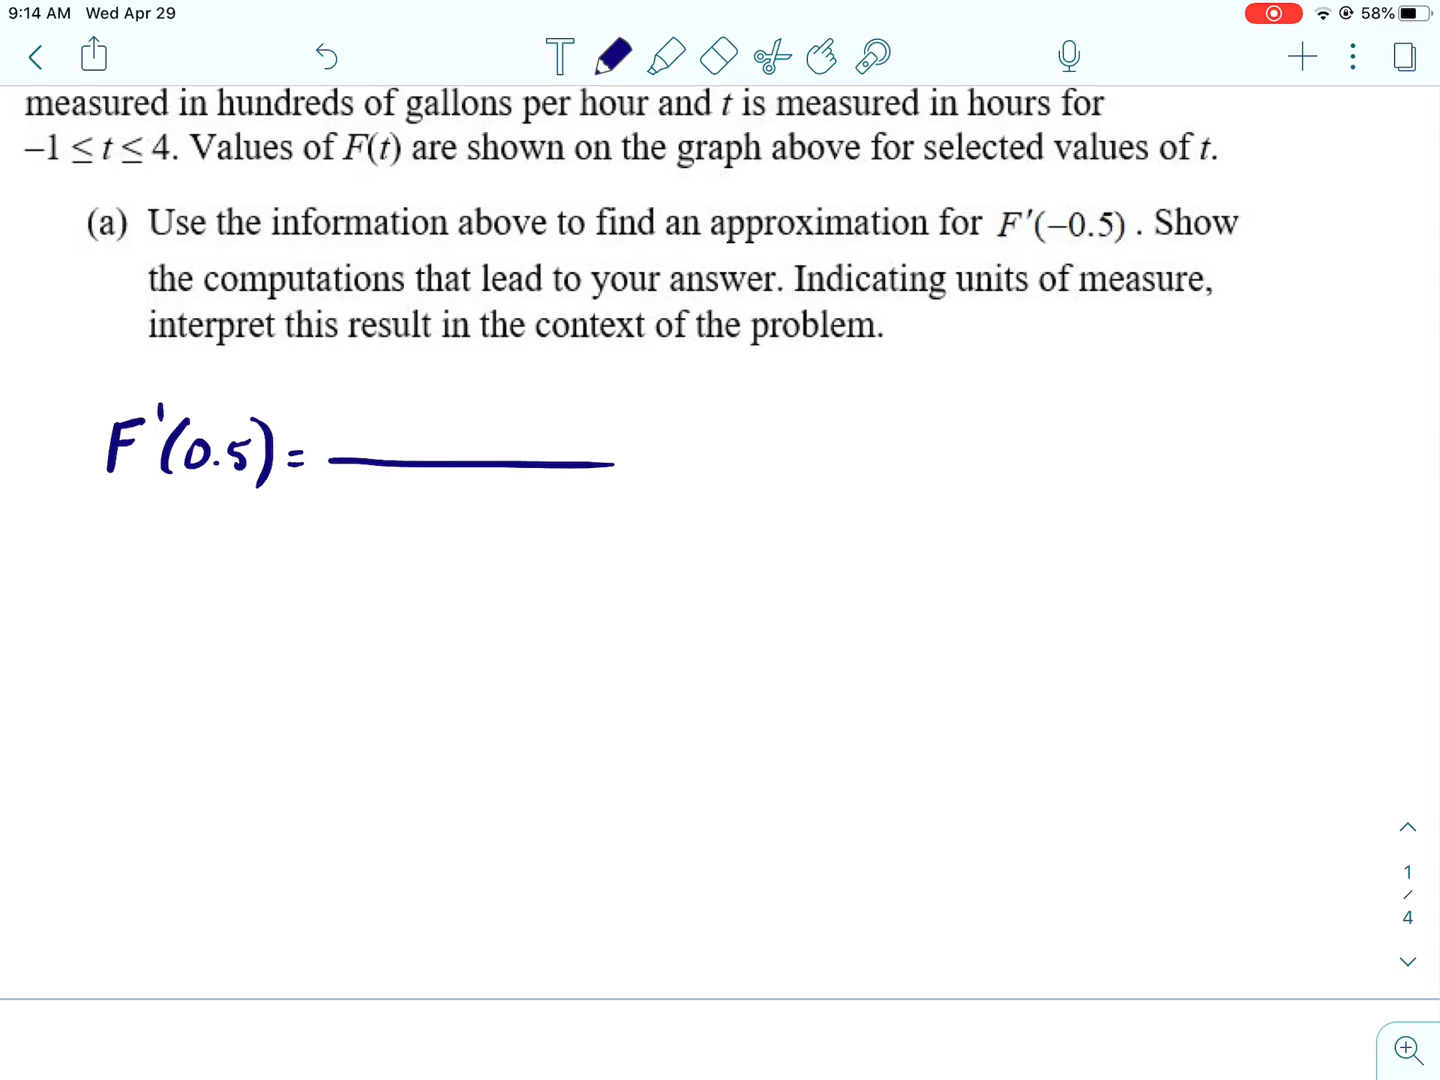 9:14 AM Wed Apr 29 58%
T
measured in hundreds of gallons per hour and t is measured in hours for
−1 ≤ t ≤ 4. Values of F(t) are shown on the graph above for selected values of t.
(a) Use the information above to find an approximation for F′(−0.5). Show
the computations that lead to your answer. Indicating units of measure,
interpret this result in the context of the problem.
F'(0.5)=
1
/
4